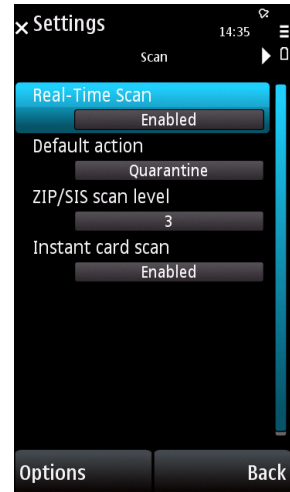 Settings
14:35
Scan
Real-Time Scan
Enabled
Default action
Quarantine
ZIP/SIS scan level
3
Instant card scan
Enabled
Options Back